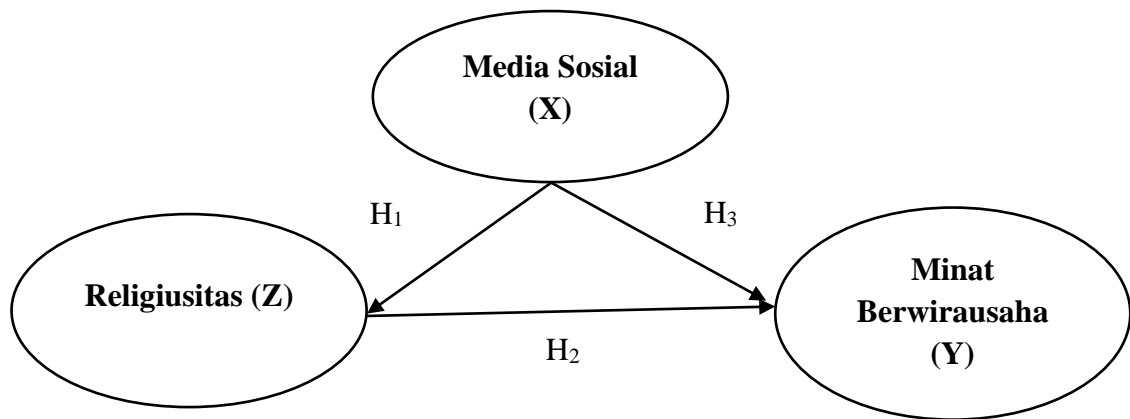 Media Sosial
(X)
H₁
H₃
Religiusitas (Z)
Minat
Berwirausaha
(Y)
H₂